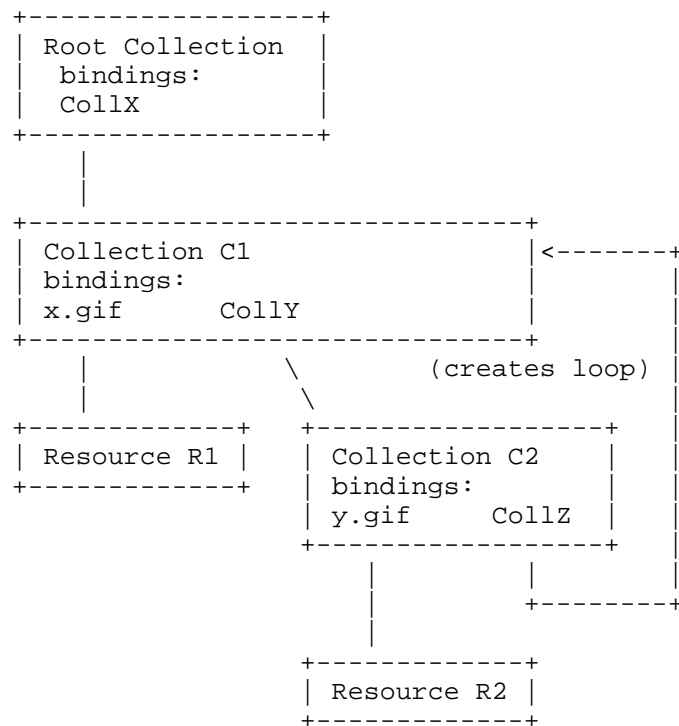 Root Collection
bindings:
CollX
Collection C1
bindings:
x.gif CollY
(creates loop)
Resource R1
Collection C2
bindings:
y.gif CollZ
Resource R2